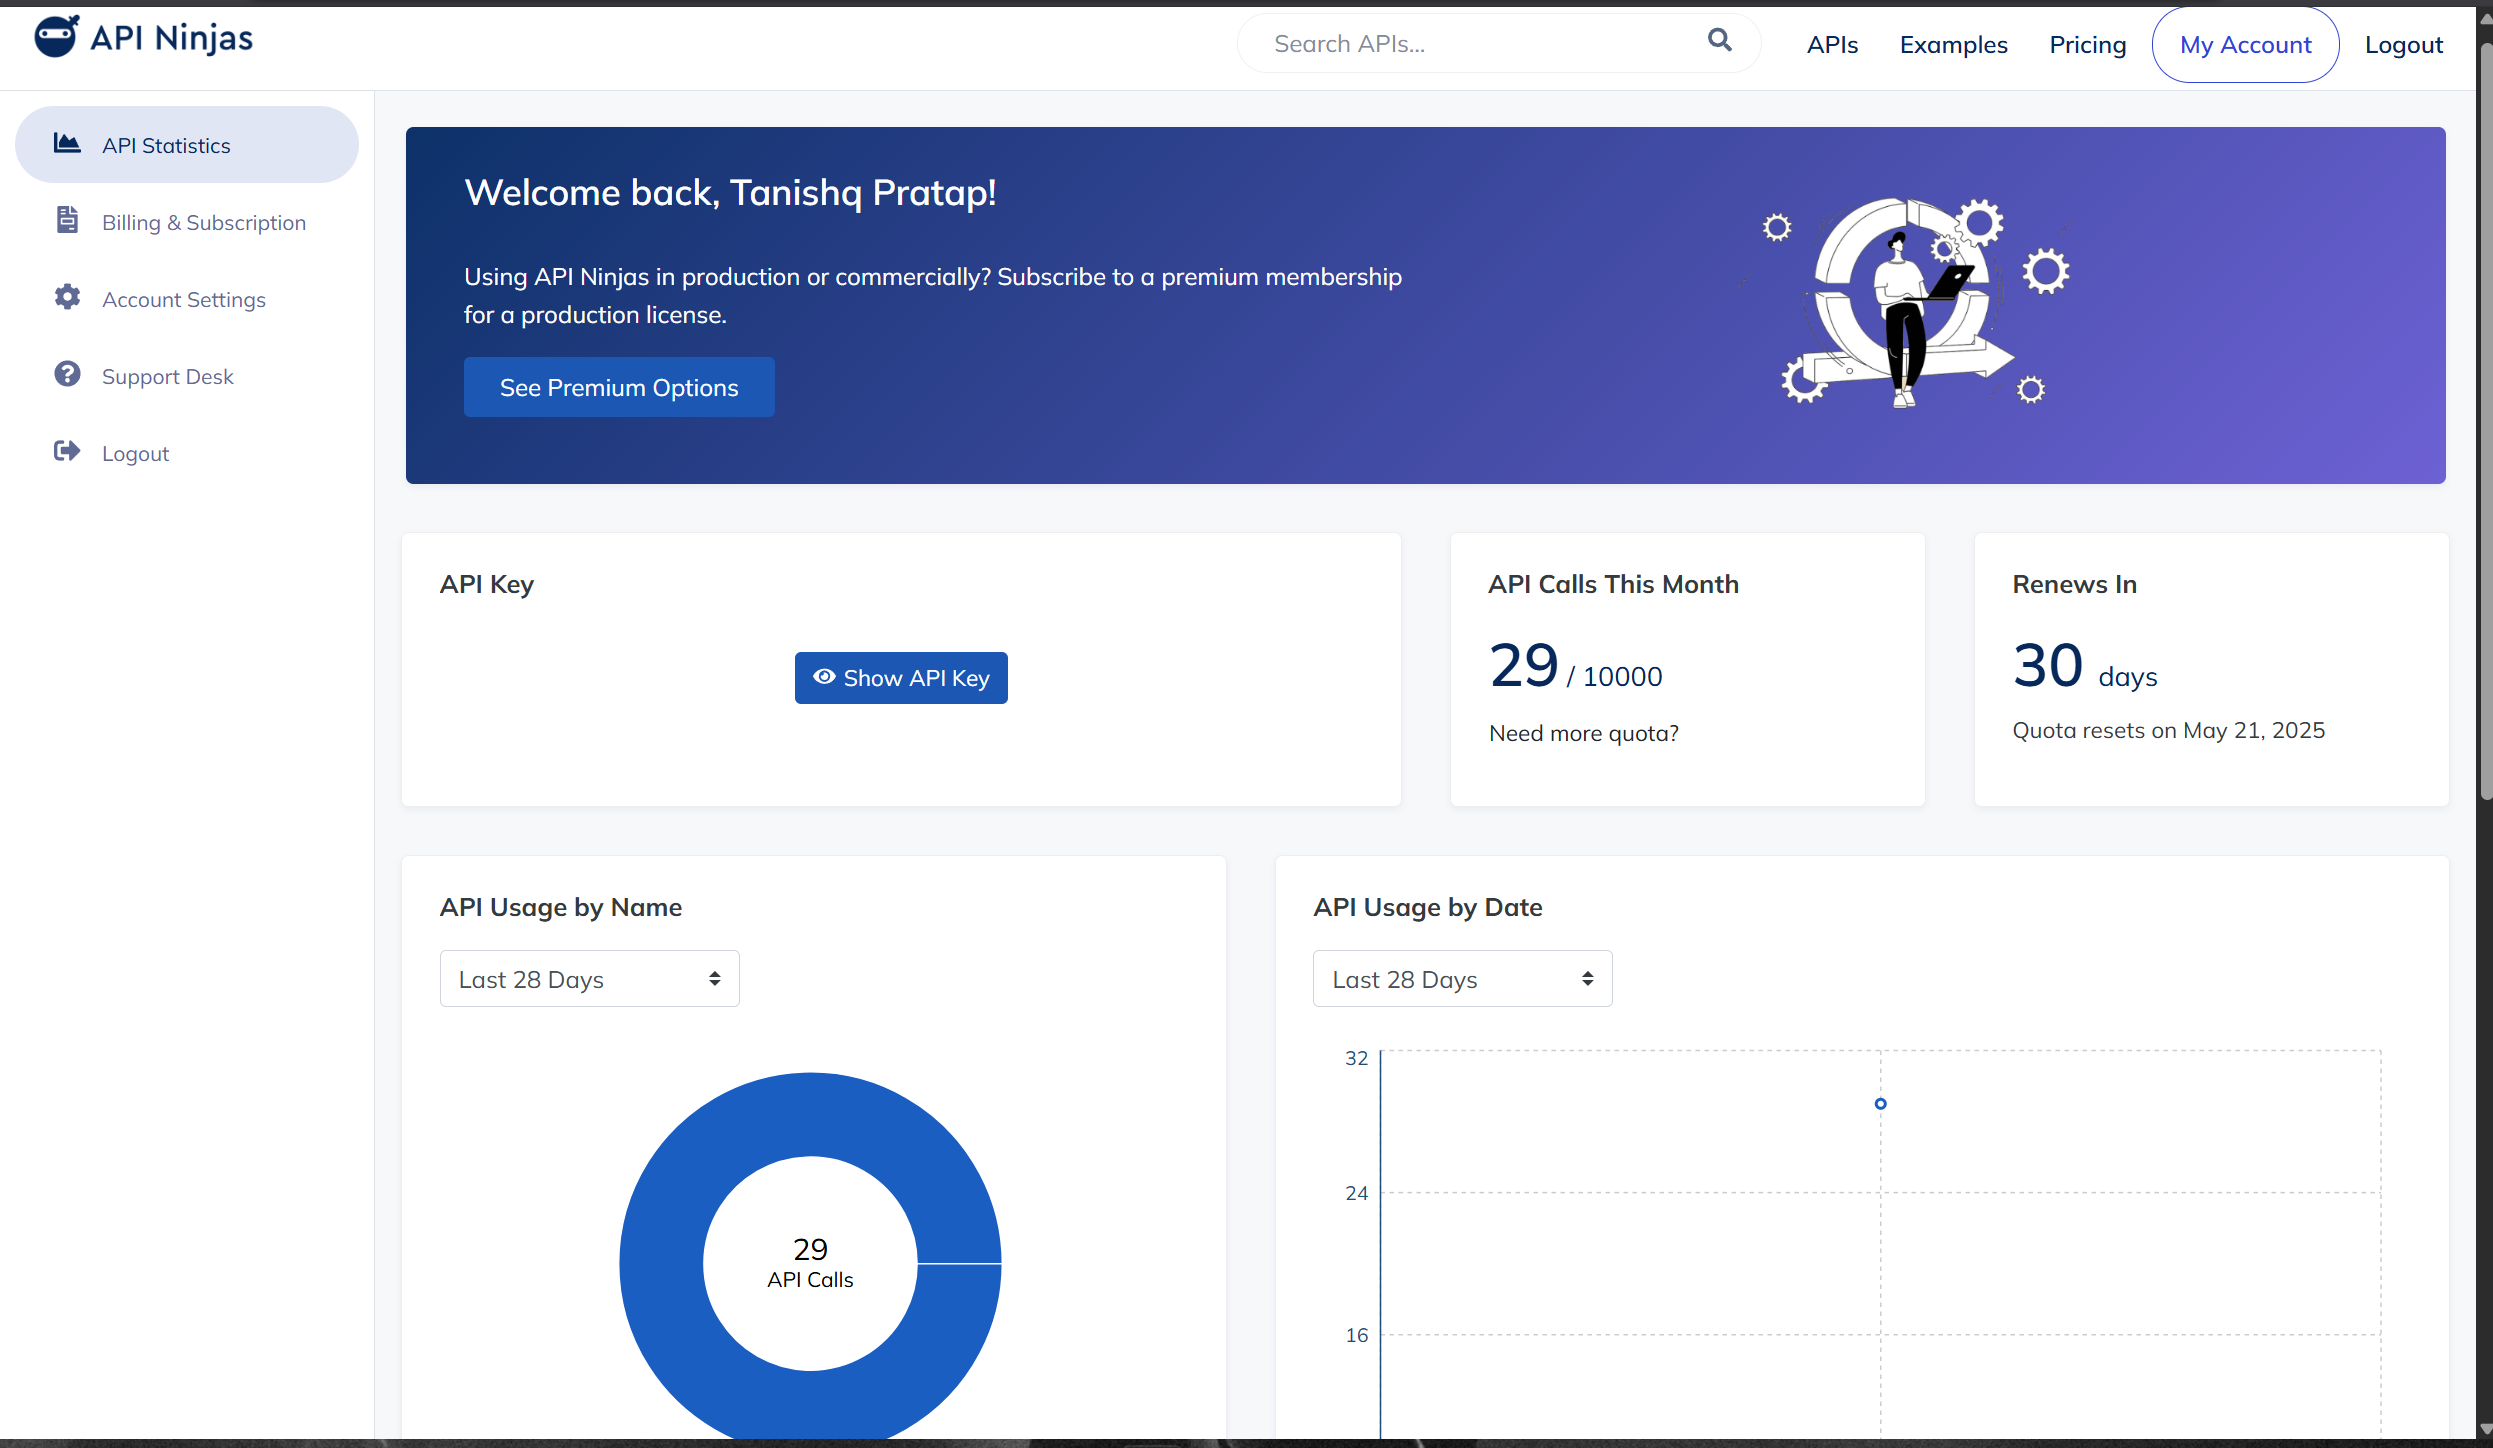 API Ninjas
Search APIs...
APIs
Examples
Pricing
My Account
Logout
API Statistics
Billing & Subscription
Account Settings
Support Desk
Logout
Welcome back, Tanishq Pratap!
Using API Ninjas in production or commercially? Subscribe to a premium membership
for a production license.
See Premium Options
API Key
Show API Key
API Calls This Month
29 / 10000
Need more quota?
Renews In
30 days
Quota resets on May 21, 2025
API Usage by Name
Last 28 Days
29
API Calls
API Usage by Date
Last 28 Days
32
24
16